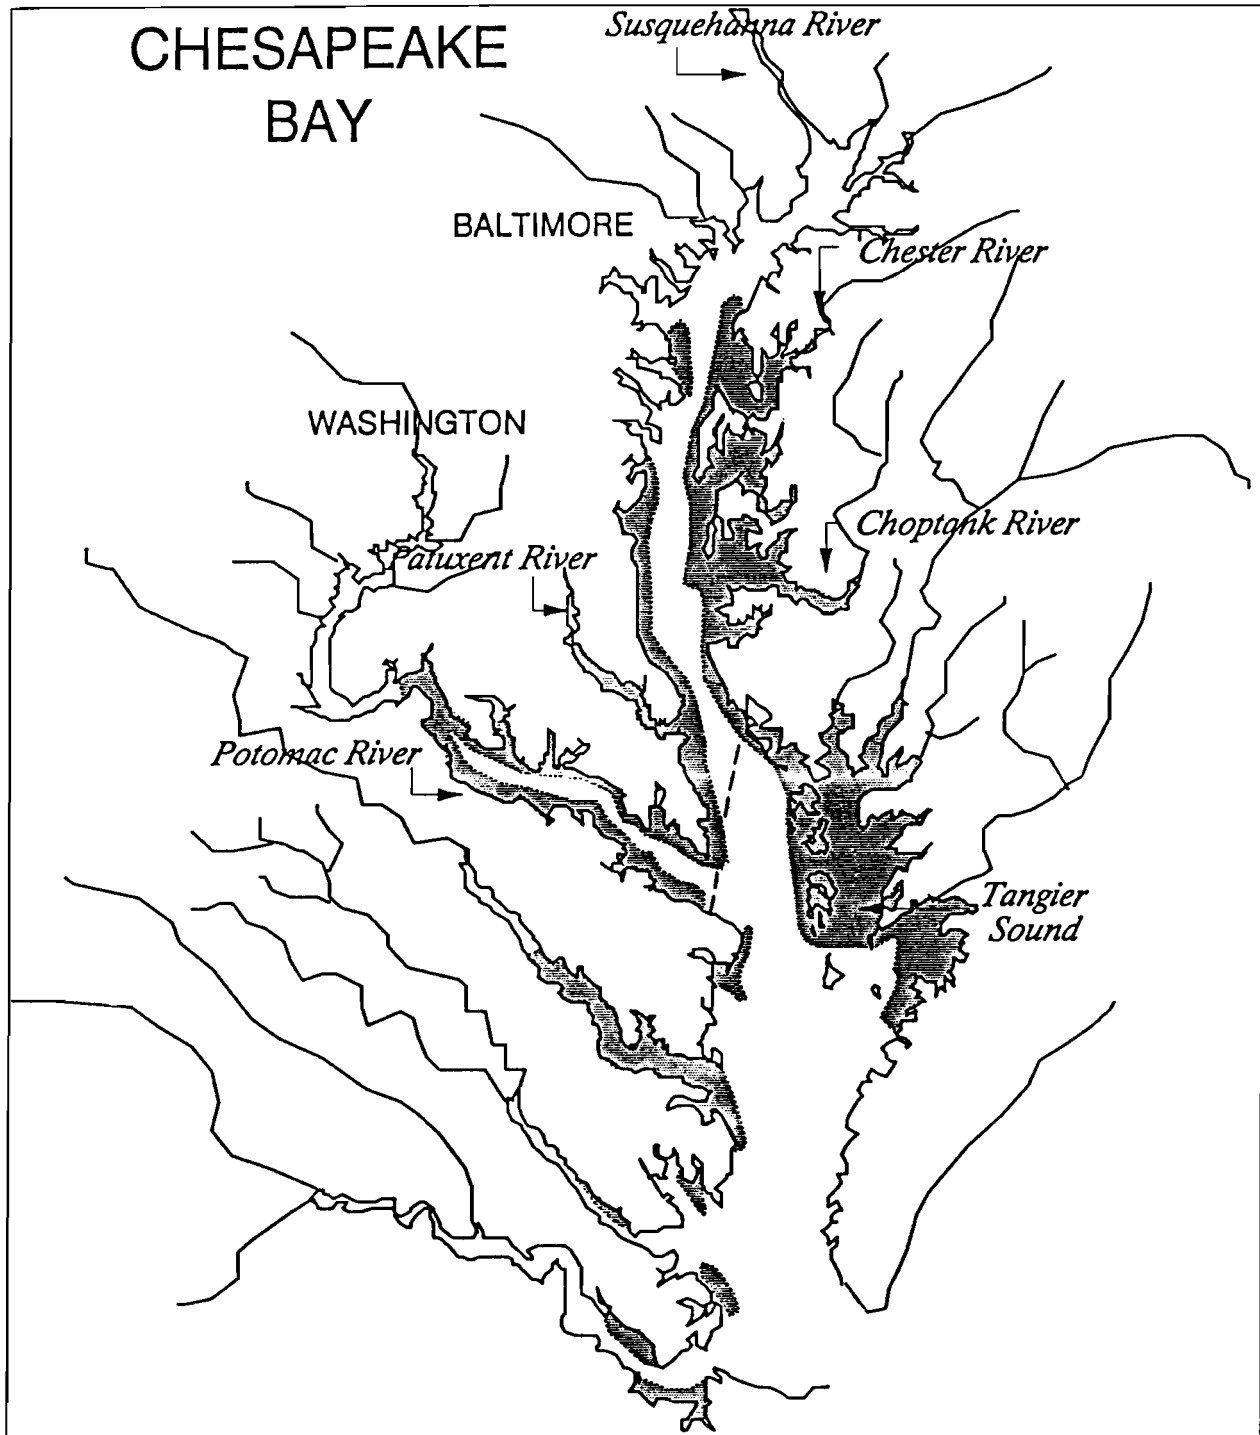 CHESAPEAKE
BAY
Susquehanna River
BALTIMORE
Chester River
WASHINGTON
Choptank River
Patuxent River
Potomac River
Tangier
Sound